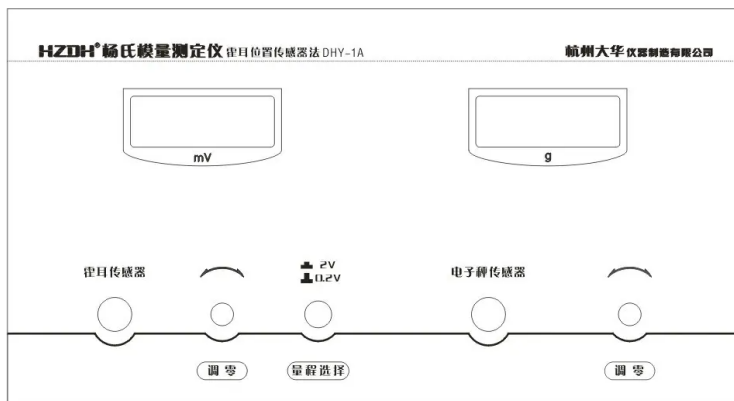 HZDH®杨氏模量测定仪 霍耳位置传感器法 DHY-1A
杭州大华仪器制造有限公司
mV
g
霍耳传感器
2V
0.2V
电子秤传感器
调零
量程选择
调零